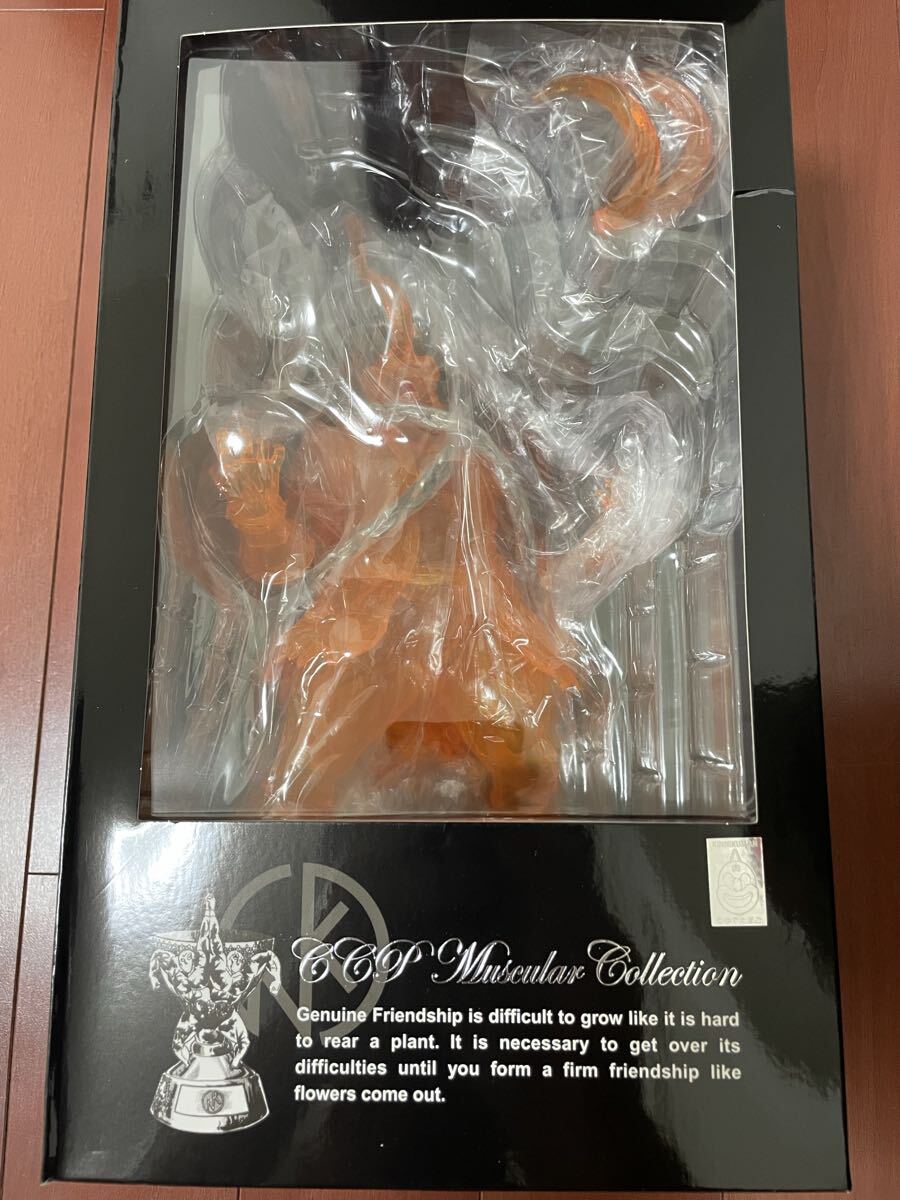 CCP Muscular Collection
Genuine Friendship is difficult to grow like it is hard
to rear a plant. It is necessary to get over its
difficulties until you form a firm friendship like
flowers come out.